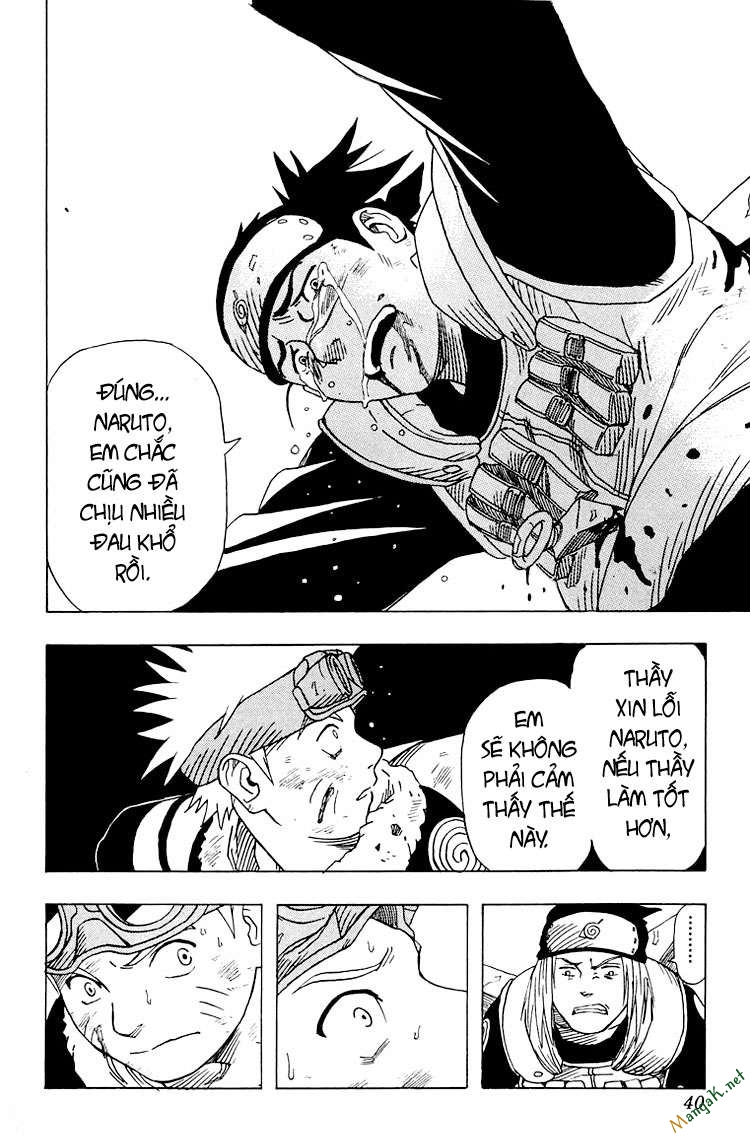 ĐÚNG...
NARUTO,
EM CHẮC
CŨNG ĐÃ
CHỊU NHIỀU
ĐAU KHỔ
RỒI.
THẦY
XIN LỖI
NARUTO,
NẾU THẦY
LÀM TỐT
HƠN,
EM
SẼ KHÔNG
PHẢI CẢM
THẤY THẾ
NÀY.
.........
40
MangaK.net